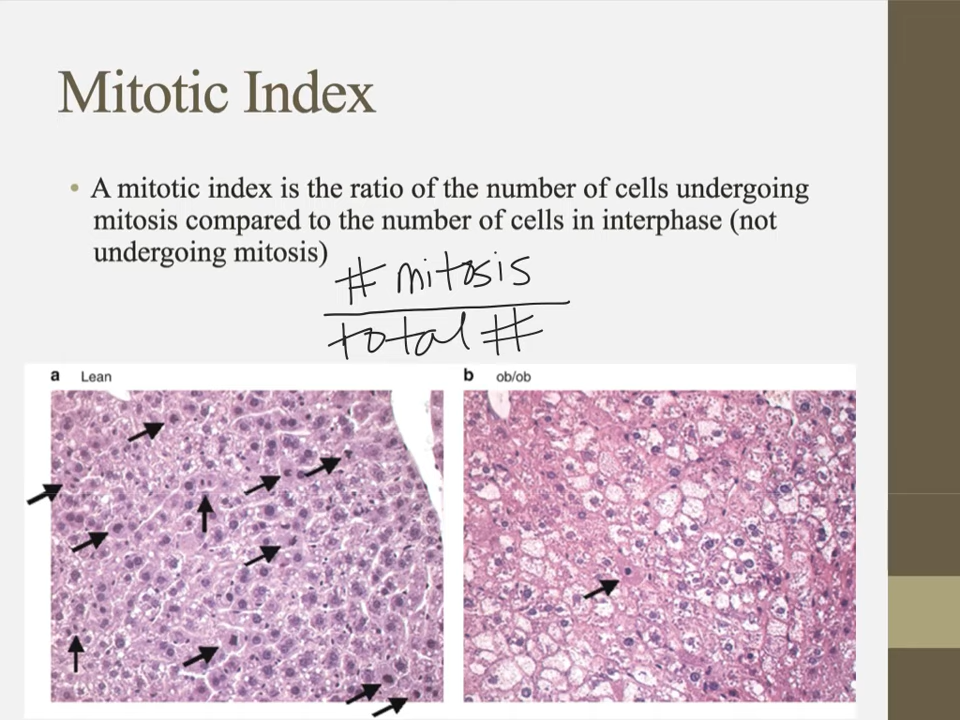 Mitotic Index
• A mitotic index is the ratio of the number of cells undergoing
mitosis compared to the number of cells in interphase (not
undergoing mitosis)
# mitosis
total #
a Lean
b ob/ob